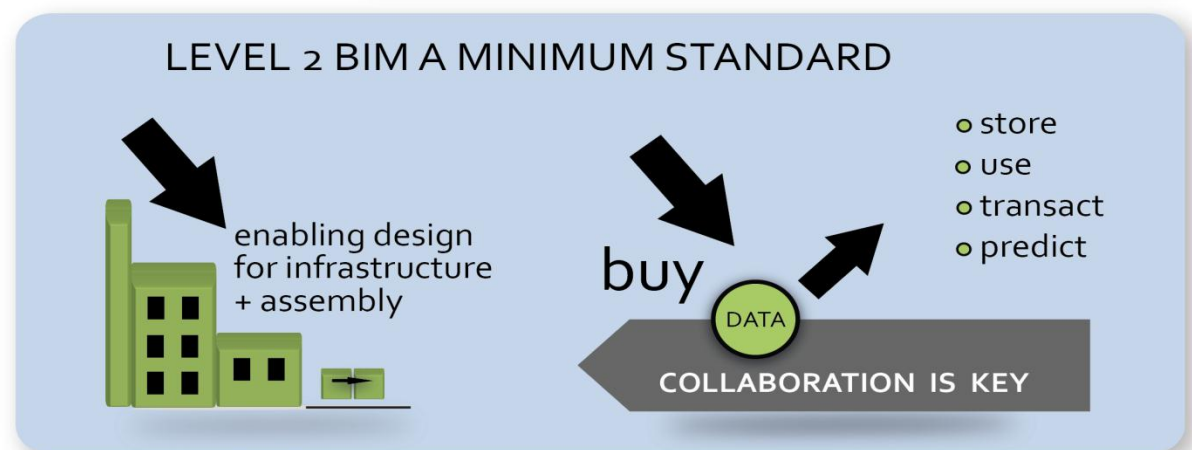 LEVEL 2 BIM A MINIMUM STANDARD
enabling design
for infrastructure
+ assembly
buy
DATA
store
use
transact
predict
COLLABORATION IS KEY